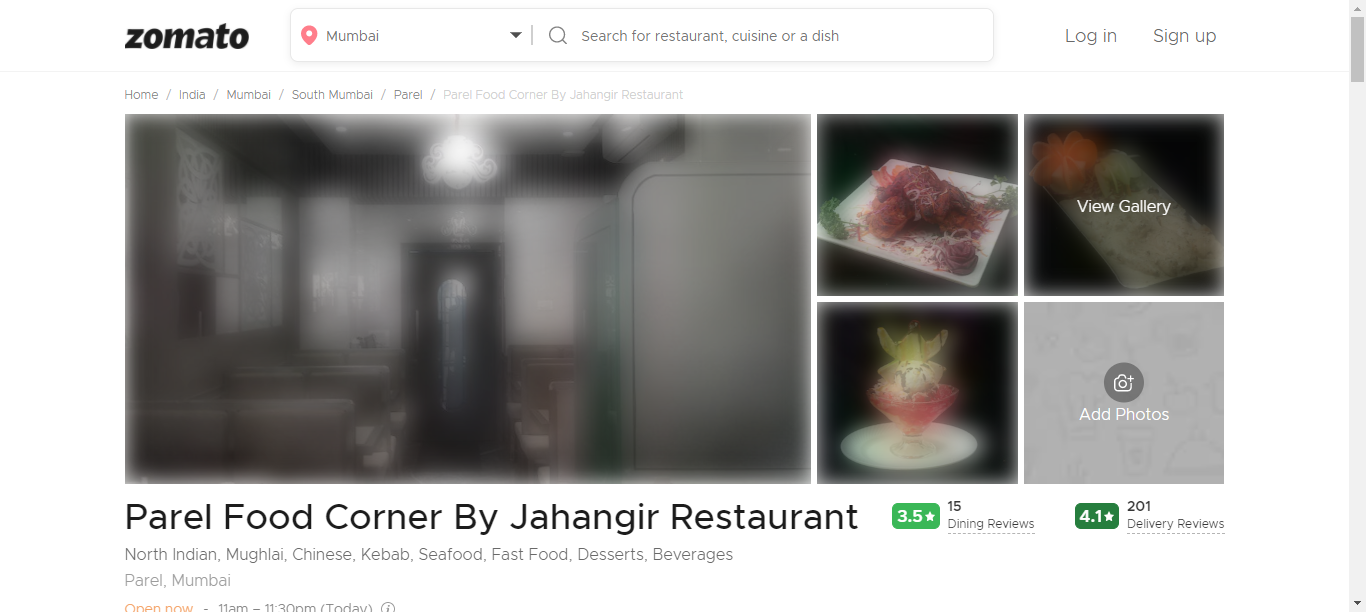 zomato
Mumbai
Search for restaurant, cuisine or a dish
Log in
Sign up
Home / India / Mumbai / South Mumbai / Parel / Parel Food Corner By Jahangir Restaurant
View Gallery
Add Photos
Parel Food Corner By Jahangir Restaurant
3.5
15
Dining Reviews
4.1
201
Delivery Reviews
North Indian, Mughlai, Chinese, Kebab, Seafood, Fast Food, Desserts, Beverages
Parel, Mumbai
Open now - 11am – 11:30pm (Today)